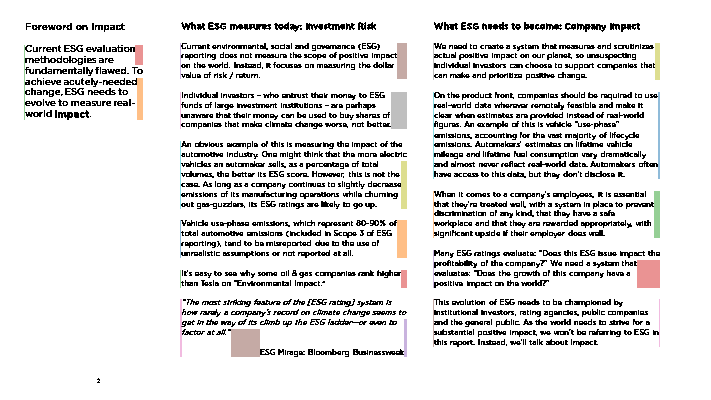 Foreword on Impact
Current ESG evaluation
methodologies are
fundamentally flawed. To
achieve acutely-needed
change, ESG needs to
evolve to measure real-
world Impact.
What ESG measures today: Investment Risk
Current environmental, social and governance (ESG)
reporting does not measure the scope of positive impact
on the world. Instead, it focuses on measuring the dollar
value of risk / return.
Individual investors – who entrust their money to ESG
funds of large investment institutions – are perhaps
unaware that their money can be used to buy shares of
companies that make climate change worse, not better.
An obvious example of this is measuring the impact of the
automotive industry. One might think that the more electric
vehicles an automaker sells, as a percentage of total
volumes, the better its ESG score. However, this is not the
case. As long as a company continues to slightly decrease
emissions of its manufacturing operations while churning
out gas-guzzlers, its ESG ratings are likely to go up.
Vehicle use-phase emissions, which represent 80-90% of
total automotive emissions (included in Scope 3 of ESG
reporting), tend to be misreported due to the use of
unrealistic assumptions or not reported at all.
It's easy to see why some oil & gas companies rank higher
than Tesla on "Environmental Impact."
"The most striking feature of the [ESG rating] system is
how rarely a company's record on climate change seems to
get in the way of its climb up the ESG ladder—or even to
factor at all."
ESG Mirage: Bloomberg Businessweek
What ESG needs to become: Company Impact
We need to create a system that measures and scrutinizes
actual positive impact on our planet, so unsuspecting
individual investors can choose to support companies that
can make and prioritize positive change.
On the product front, companies should be required to use
real-world data wherever remotely feasible and make it
clear when estimates are provided instead of real-world
figures. An example of this is vehicle "use-phase"
emissions, accounting for the vast majority of lifecycle
emissions. Automakers' estimates on lifetime vehicle
mileage and lifetime fuel consumption vary dramatically
and almost never reflect real-world data. Automakers often
have access to this data, but they don't disclose it.
When it comes to a company's employees, it is essential
that they're treated well, with a system in place to prevent
discrimination of any kind, that they have a safe
workplace and that they are rewarded appropriately, with
significant upside if their employer does well.
Many ESG ratings evaluate: "Does this ESG issue impact the
profitability of the company?" We need a system that
evaluates: "Does the growth of this company have a
positive impact on the world?"
This evolution of ESG needs to be championed by
institutional investors, rating agencies, public companies
and the general public. As the world needs to strive for a
substantial positive impact, we won't be referring to ESG in
this report. Instead, we'll talk about Impact.
2